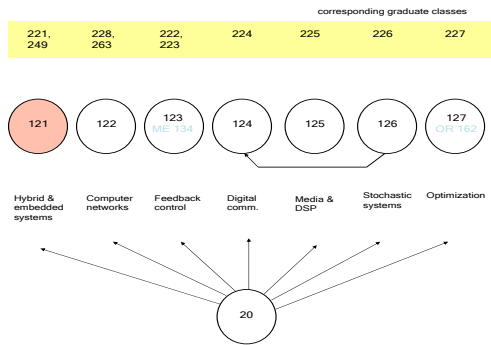 corresponding graduate classes
221, 228, 222, 224 225 226 227
249 263 223
121 122 123 124 125 126 127
ME 134 OR 162
Hybrid & Computer Feedback Digital Media & Stochastic Optimization
embedded networks control comm. DSP systems
systems
20